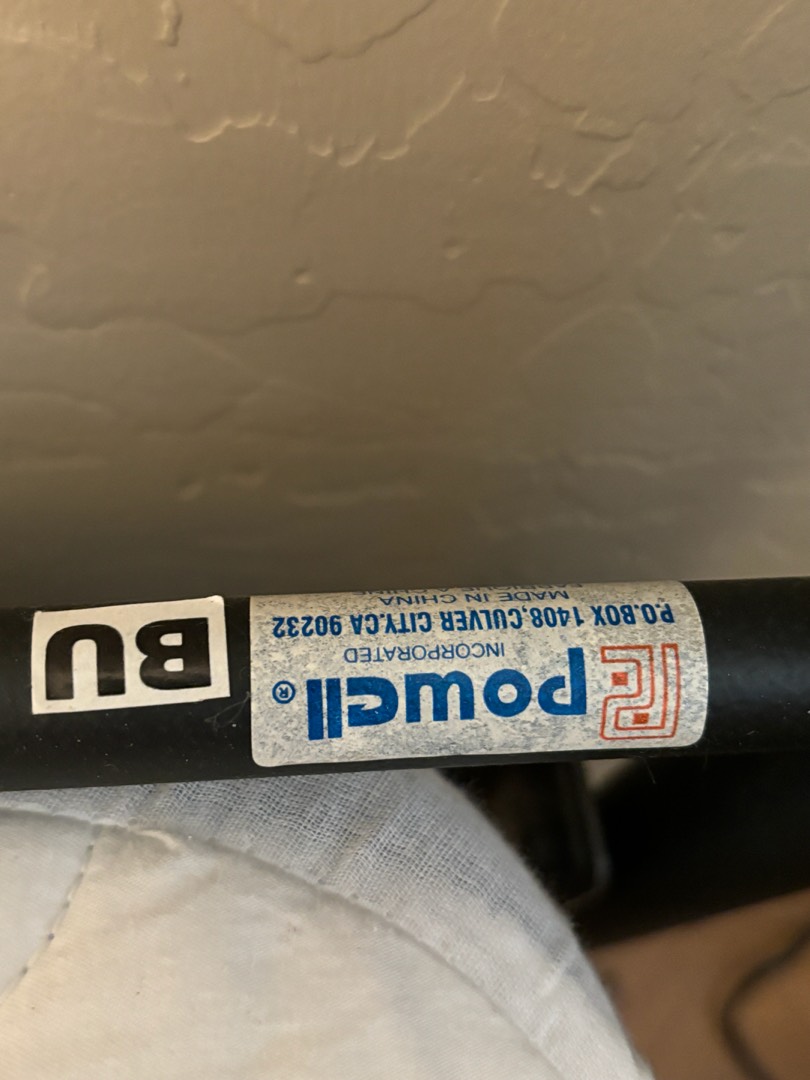 Powell®
INCORPORATED
P.O.BOX 1408,CULVER CITY.CA 90232
MADE IN CHINA
BU